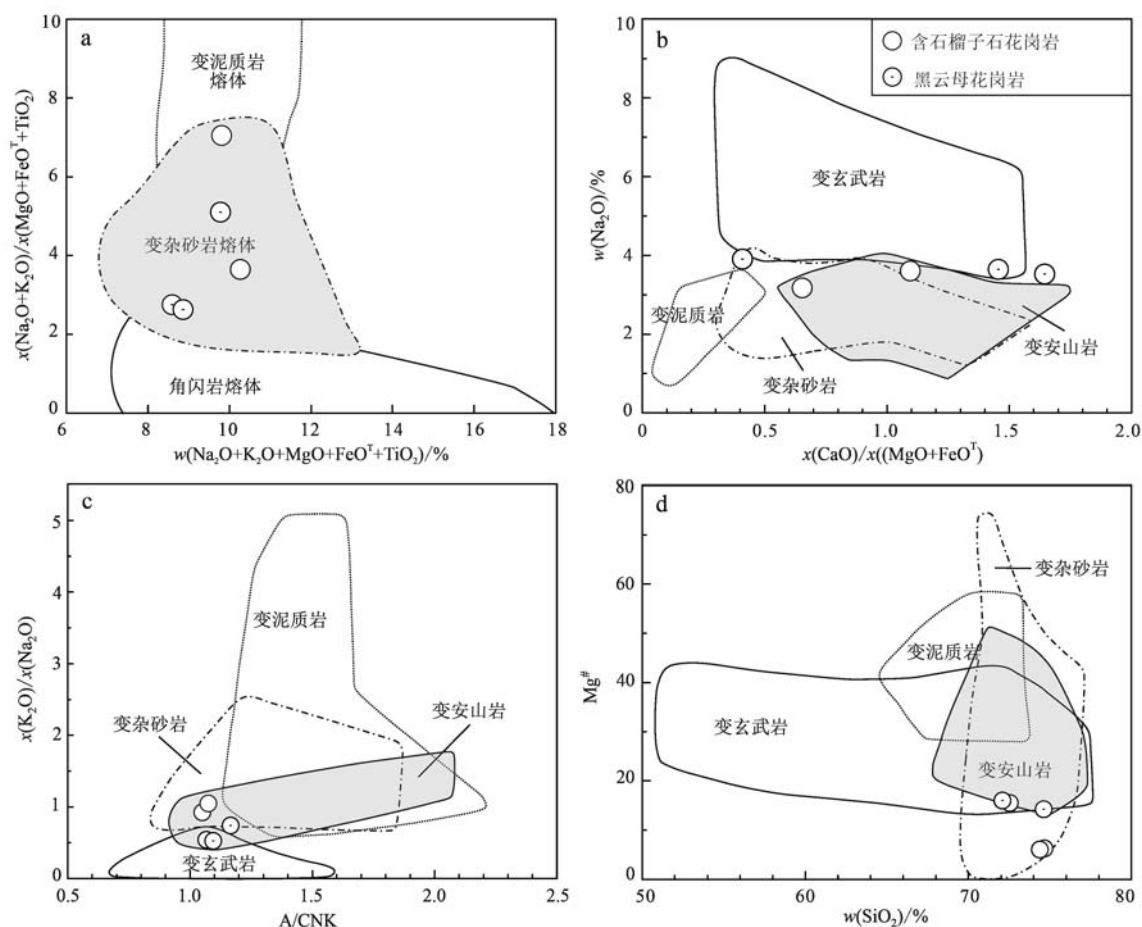 a
10
8
6
4
2
0
x(Na₂O+K₂O)/x(MgO+FeOᵀ+TiO₂)
变泥质岩
熔体
变杂砂岩熔体
角闪岩熔体
6 8 10 12 14 16 18
w(Na₂O+K₂O+MgO+FeOᵀ+TiO₂)/%
b
含石榴子石花岗岩
黑云母花岗岩
10
8
6
4
2
0
w(Na₂O)/%
变玄武岩
变泥质岩
变杂砂岩
变安山岩
0 0.5 1.0 1.5 2.0
x(CaO)/x((MgO+FeOᵀ)
c
5
4
3
2
1
0
x(K₂O)/x(Na₂O)
变泥质岩
变杂砂岩
变安山岩
变玄武岩
0.5 1.0 1.5 2.0 2.5
A/CNK
d
80
60
40
20
0
Mg#
变杂砂岩
变泥质岩
变玄武岩
变安山岩
50 60 70 80
w(SiO₂)/%